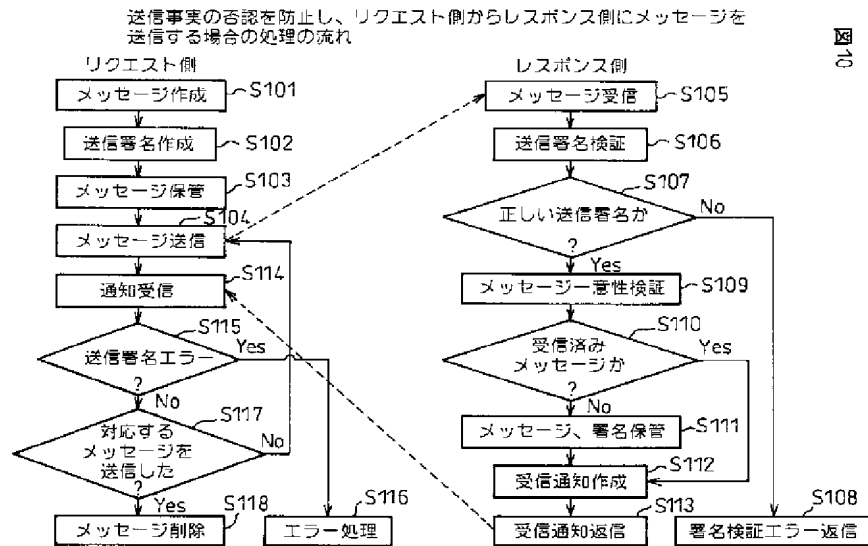 送信事実の否認を防止し、リクエスト側からレスポンス側にメッセージを
送信する場合の処理の流れ
図10
リクエスト側
メッセージ作成
S101
送信署名作成
S102
メッセージ保管
S103
S104
メッセージ送信
S114
通知受信
S115
送信署名エラー
?
Yes
No
S117
対応する
メッセージを
送信した
?
No
Yes
S118
メッセージ削除
S116
エラー処理
レスポンス側
メッセージ受信
S105
送信署名検証
S106
S107
正しい送信署名か
?
No
Yes
メッセージ一意性検証
S109
S110
受信済み
メッセージか
?
Yes
No
メッセージ、署名保管
S111
S112
受信通知作成
S113
受信通知返信
S108
署名検証エラー返信